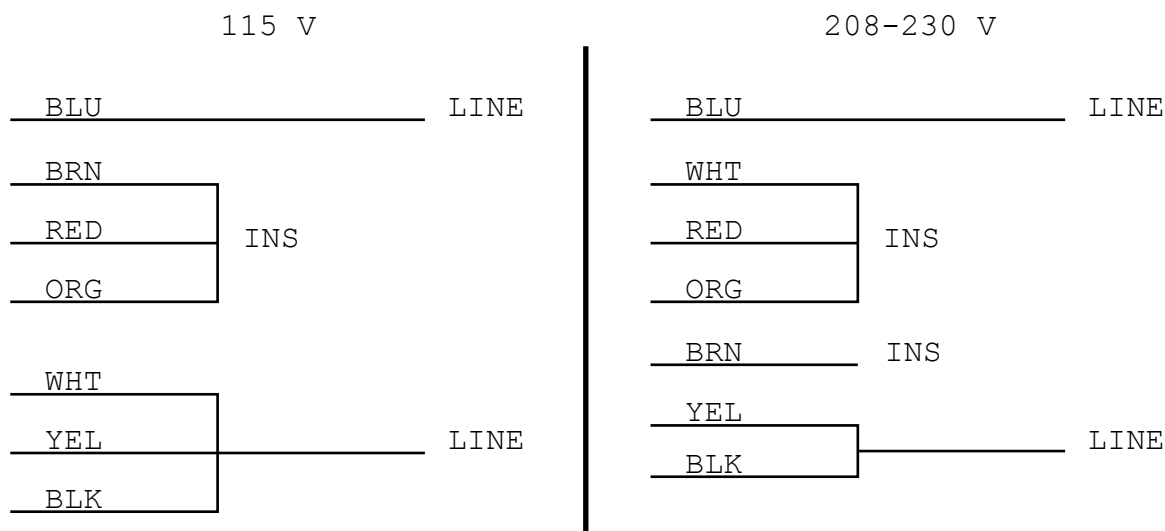 115 V
BLU LINE
BRN
RED INS
ORG
WHT
YEL LINE
BLK
208-230 V
BLU LINE
WHT
RED INS
ORG
BRN INS
YEL
LINE
BLK